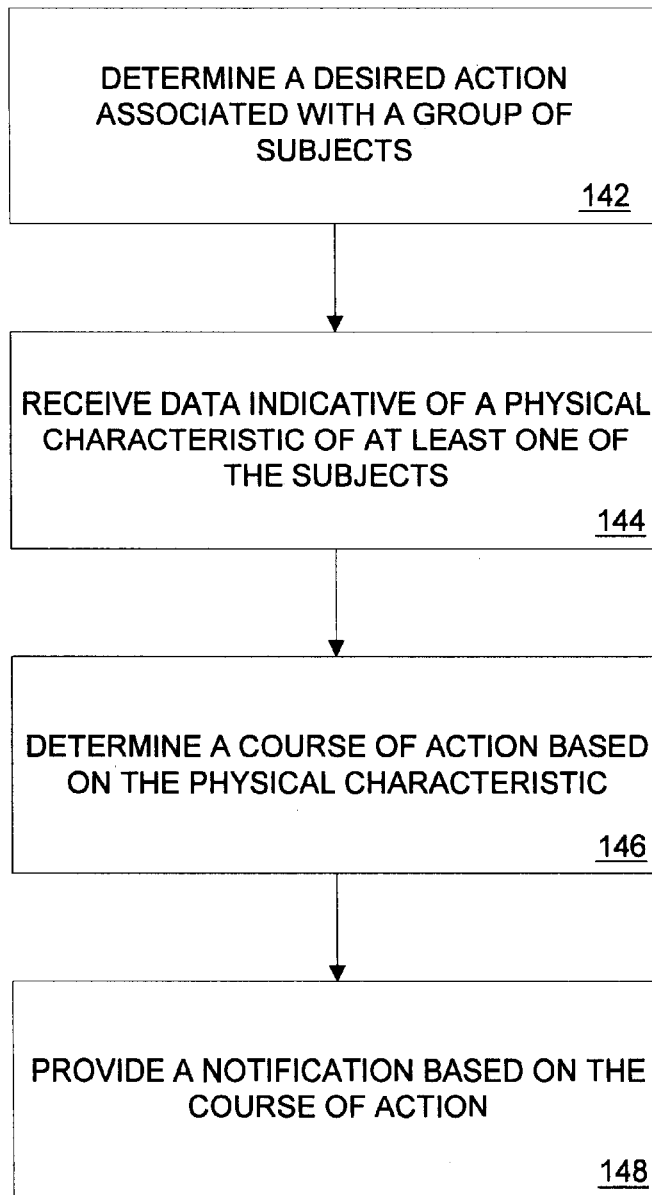 DETERMINE A DESIRED ACTION
ASSOCIATED WITH A GROUP OF
SUBJECTS
142
RECEIVE DATA INDICATIVE OF A PHYSICAL
CHARACTERISTIC OF AT LEAST ONE OF
THE SUBJECTS
144
DETERMINE A COURSE OF ACTION BASED
ON THE PHYSICAL CHARACTERISTIC
146
PROVIDE A NOTIFICATION BASED ON THE
COURSE OF ACTION
148